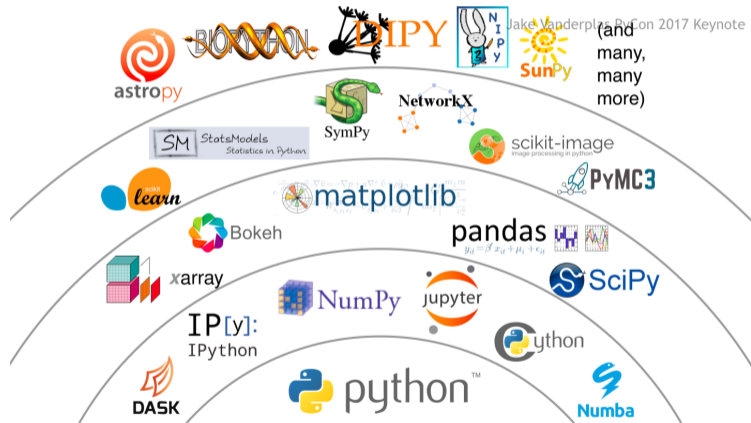 Jake Vanderplas PyCon 2017 Keynote
astropy
BIOPYTHON
DIPY
NIPY
SunPy
(and
many,
many
more)
SymPy
NetworkX
SM StatsModels
Statistics in Python
scikit-image
image processing in python
PyMC3
scikit
learn
matplotlib
Bokeh
pandas
xarray
NumPy
jupyter
SciPy
IP[y]:
IPython
Cython
DASK
python™
Numba